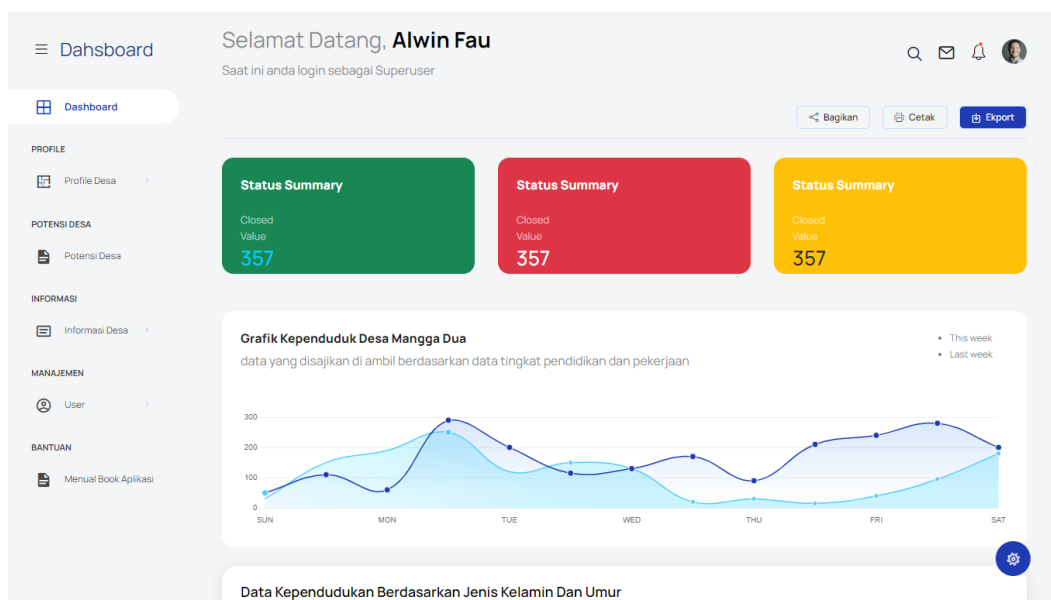 Dahsboard
Dashboard
PROFILE
Profile Desa
POTENSI DESA
Potensi Desa
INFORMASI
Informasi Desa
MANAJEMEN
User
BANTUAN
Menual Book Aplikasi
Selamat Datang, Alwin Fau
Saat ini anda login sebagai Superuser
Bagikan
Cetak
Ekport
Status Summary
Closed
Value
357
Status Summary
Closed
Value
357
Status Summary
Closed
Value
357
Grafik Kependuduk Desa Mangga Dua
data yang disajikan di ambil berdasarkan data tingkat pendidikan dan pekerjaan
This week
Last week
300
200
100
0
SUN MON TUE WED THU FRI SAT
Data Kependudukan Berdasarkan Jenis Kelamin Dan Umur